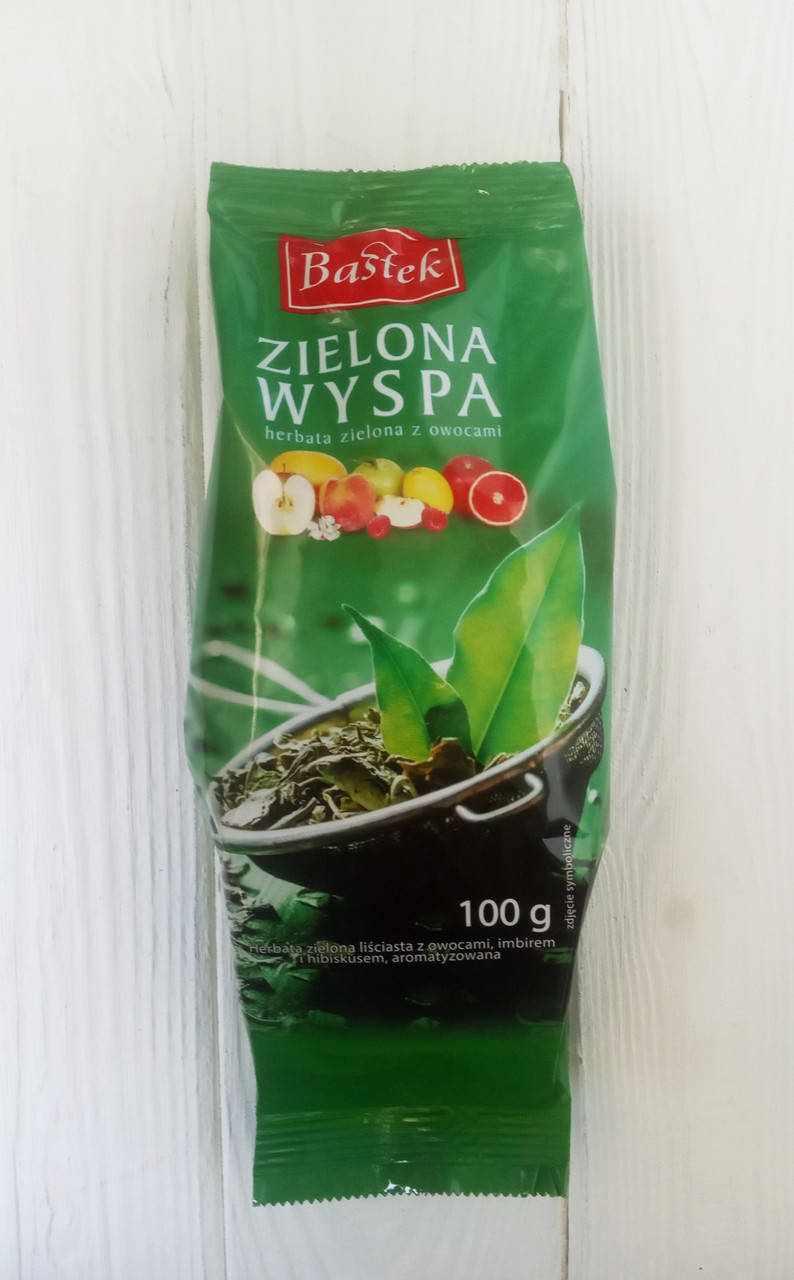 Bastek
ZIELONA
WYSPA
herbata zielona z owocami
zdjęcie symboliczne
100 g
Herbata zielona liściasta z owocami, imbirem
i hibiskusem, aromatyzowana